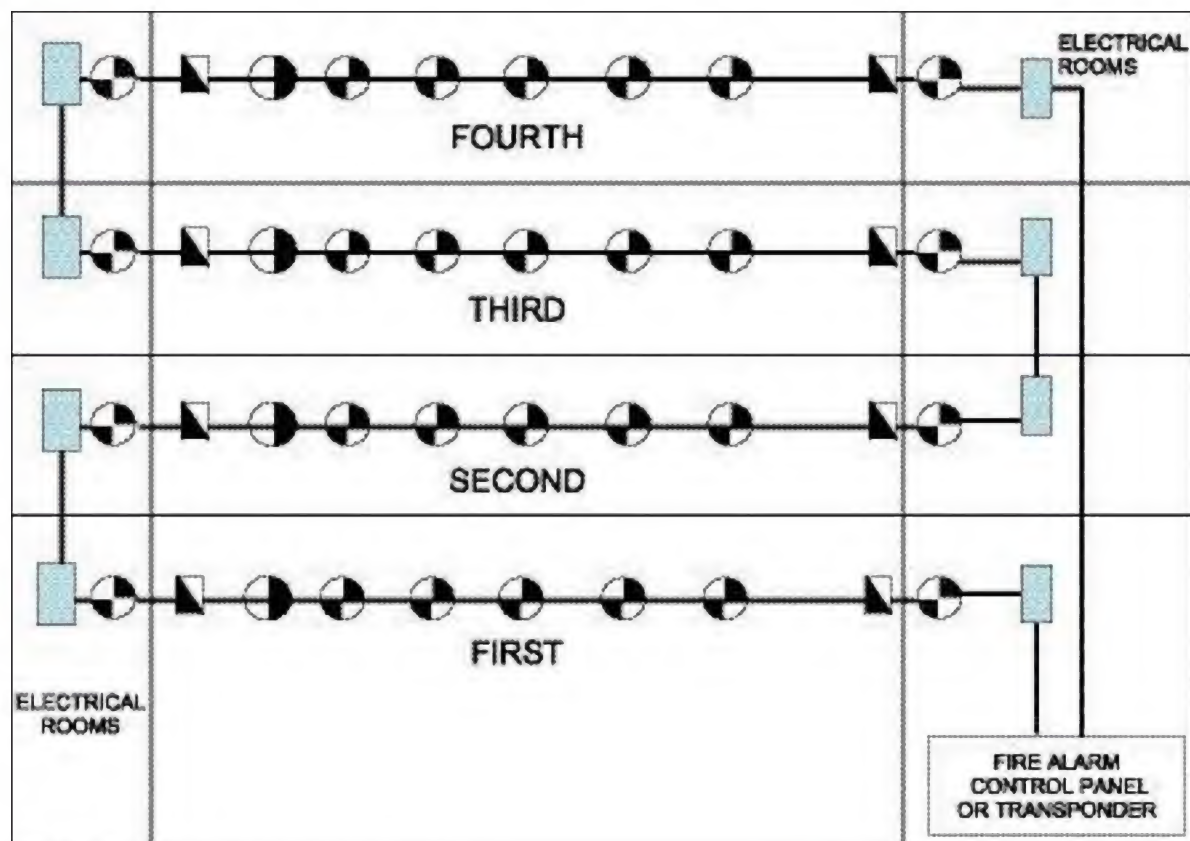 ELECTRICAL
ROOMS
FOURTH
THIRD
SECOND
FIRST
ELECTRICAL
ROOMS
FIRE ALARM
CONTROL PANEL
OR TRANSPONDER